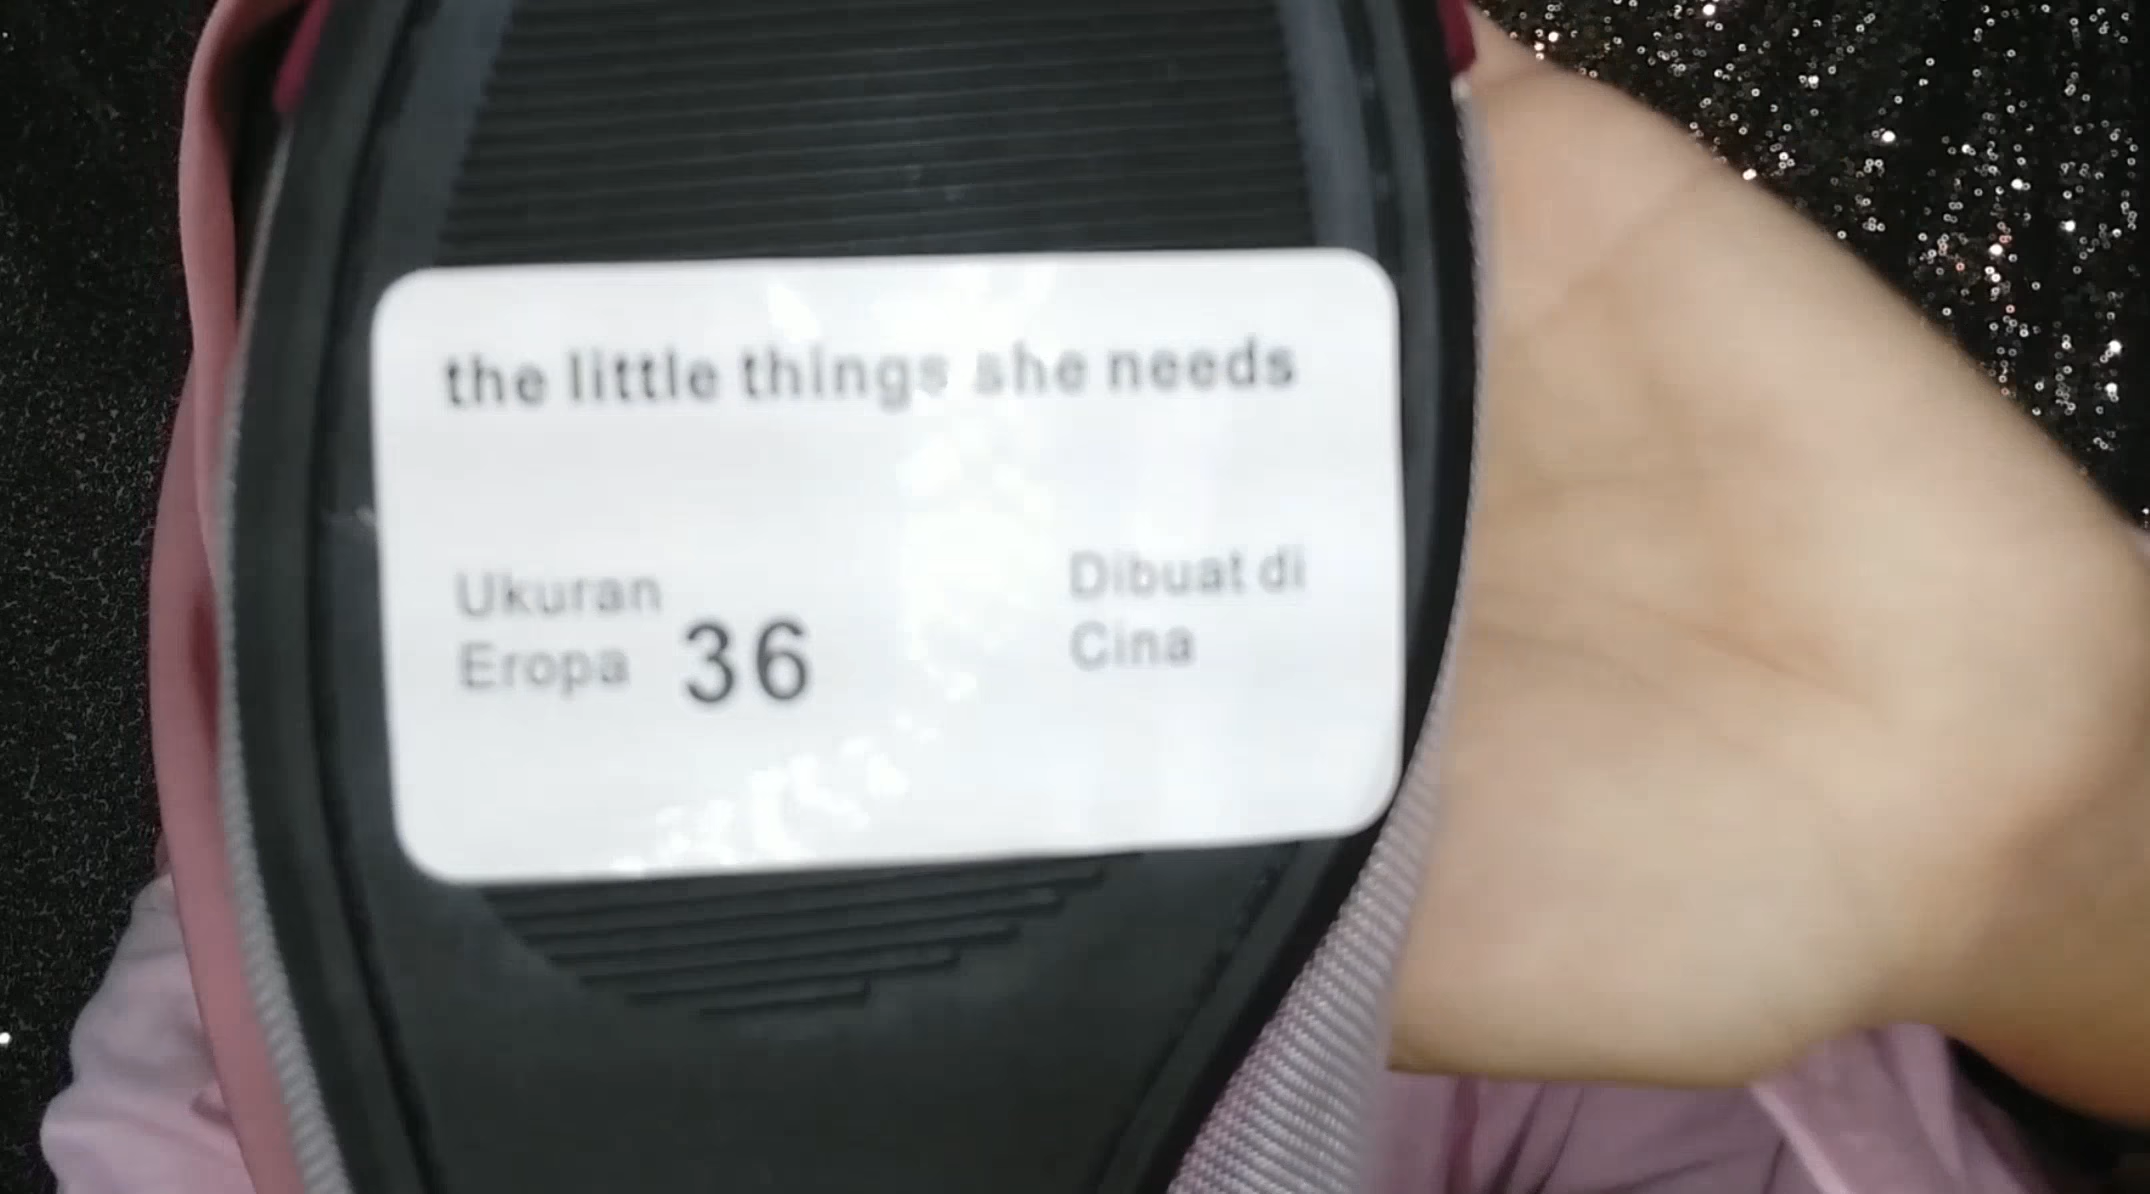 the little things she needs
Ukuran
Eropa 36
Dibuat di
Cina